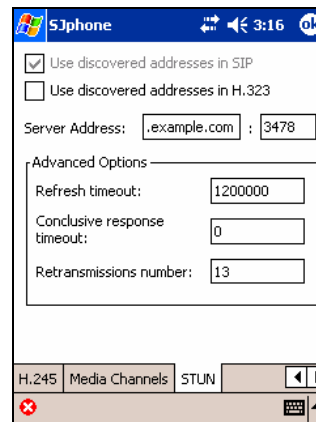 SJphone 3:16 ok
Use discovered addresses in SIP
Use discovered addresses in H.323
Server Address: .example.com : 3478
Advanced Options
Refresh timeout: 1200000
Conclusive response
timeout: 0
Retransmissions number: 13
H.245 Media Channels STUN